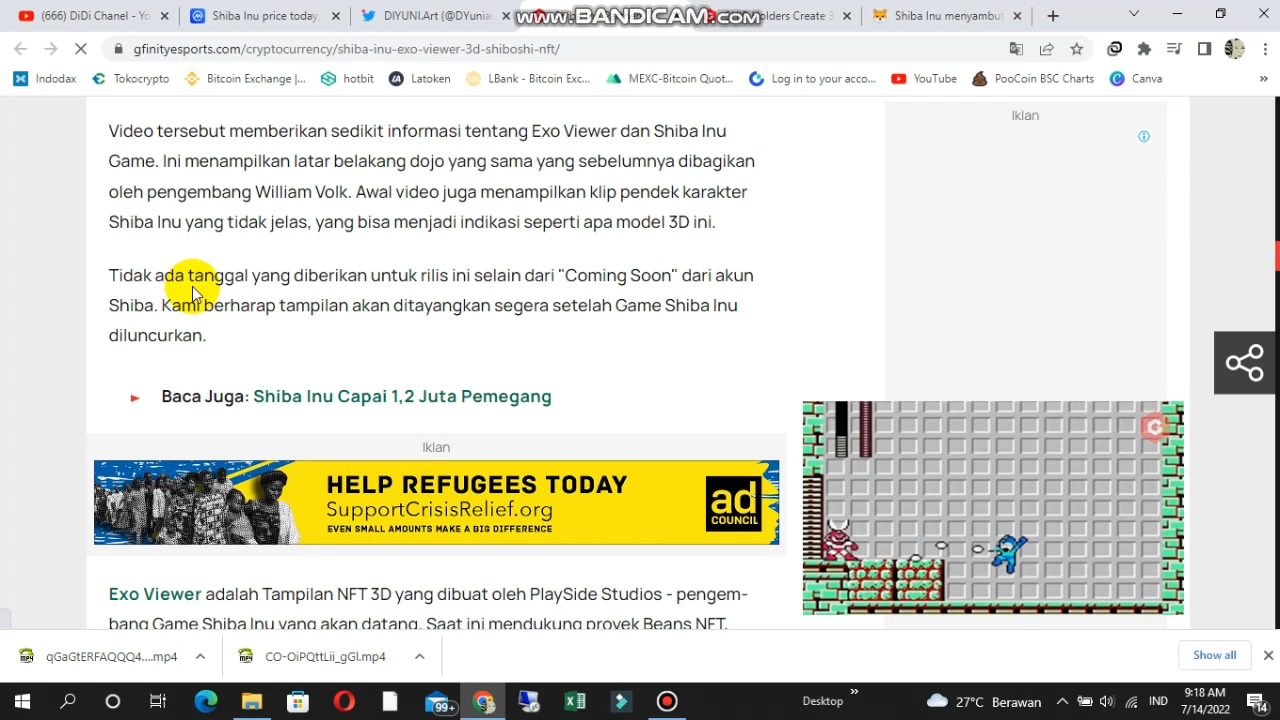 (666) DiDi Channel - Yo
Shiba Inu price today,
DIYUNI.Art (@DYunia
www.BANDICAM.com
olders Create 3
Shiba Inu menyambut
gfinityesports.com/cryptocurrency/shiba-inu-exo-viewer-3d-shiboshi-nft/
Indodax
Tokocrypto
Bitcoin Exchange |...
hotbit
Latoken
LBank - Bitcoin Exc...
MEXC-Bitcoin Quot...
Log in to your acco...
YouTube
PooCoin BSC Charts
Canva
»
Video tersebut memberikan sedikit informasi tentang Exo Viewer dan Shiba Inu
Game. Ini menampilkan latar belakang dojo yang sama yang sebelumnya dibagikan
oleh pengembang William Volk. Awal video juga menampilkan klip pendek karakter
Shiba Inu yang tidak jelas, yang bisa menjadi indikasi seperti apa model 3D ini.
Tidak ada tanggal yang diberikan untuk rilis ini selain dari "Coming Soon" dari akun
Shiba. Kami berharap tampilan akan ditayangkan segera setelah Game Shiba Inu
diluncurkan.
Baca Juga: Shiba Inu Capai 1,2 Juta Pemegang
Iklan
Iklan
HELP REFUGEES TODAY
SupportCrisisRelief.org
EVEN SMALL AMOUNTS MAKE A BIG DIFFERENCE
ad
COUNCIL
Exo Viewer adalah Tampilan NFT 3D yang dibuat oleh PlaySide Studios - pengem-
bang Game Shiba Inu yang akan datang. Saat ini mendukung proyek Beans NFT.
qGaGtERFAQQQ4....mp4
CO-OiPQttLii_gGl.mp4
Show all
99+
Desktop
»
27°C Berawan
IND
9:18 AM
7/14/2022
14